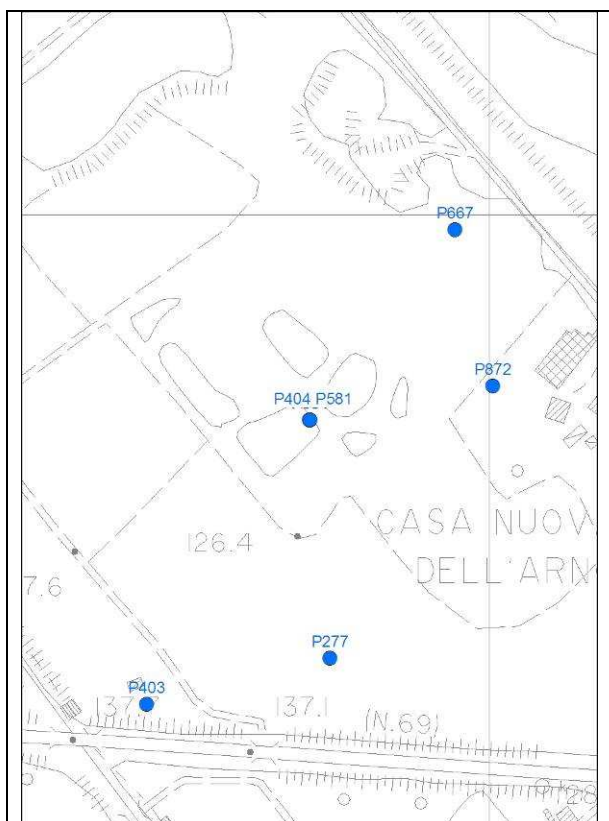 P667
P872
P404 P581
CASA NUOV
126.4
DELL'ARN
7.6
P277
P403
137.1
(N.69)